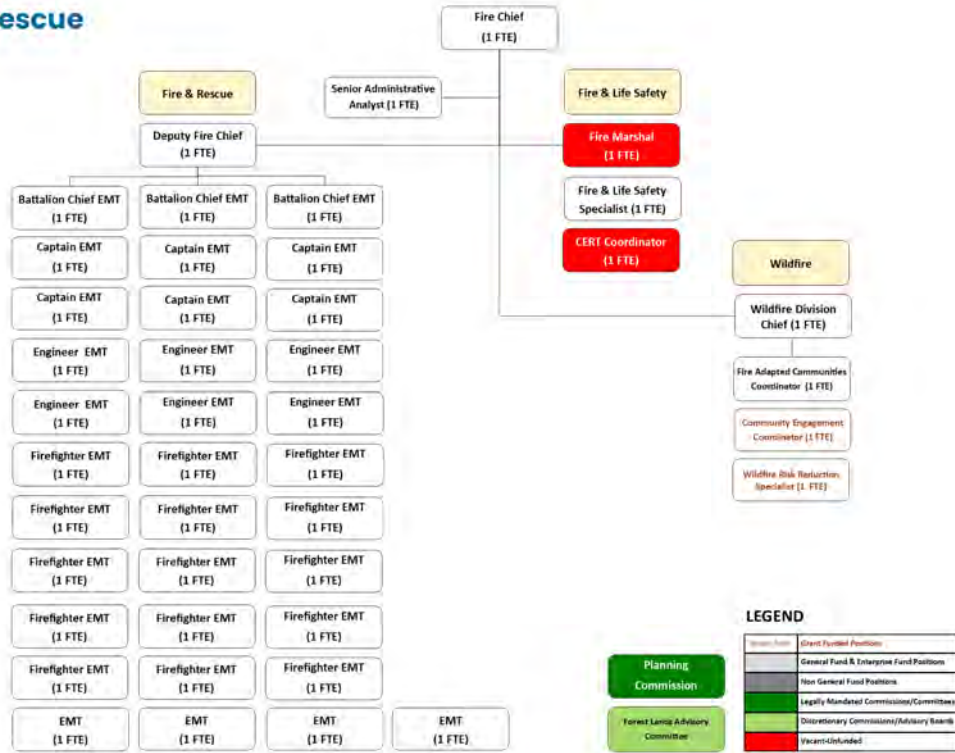 escue
Fire Chief
(1 FTE)
Senior Administrative
Analyst (1 FTE)
Fire & Rescue
Deputy Fire Chief
(1 FTE)
Battalion Chief EMT
(1 FTE)
Battalion Chief EMT
(1 FTE)
Battalion Chief EMT
(1 FTE)
Captain EMT
(1 FTE)
Captain EMT
(1 FTE)
Captain EMT
(1 FTE)
Captain EMT
(1 FTE)
Captain EMT
(1 FTE)
Captain EMT
(1 FTE)
Engineer EMT
(1 FTE)
Engineer EMT
(1 FTE)
Engineer EMT
(1 FTE)
Engineer EMT
(1 FTE)
Engineer EMT
(1 FTE)
Engineer EMT
(1 FTE)
Firefighter EMT
(1 FTE)
Firefighter EMT
(1 FTE)
Firefighter EMT
(1 FTE)
Firefighter EMT
(1 FTE)
Firefighter EMT
(1 FTE)
Firefighter EMT
(1 FTE)
Firefighter EMT
(1 FTE)
Firefighter EMT
(1 FTE)
Firefighter EMT
(1 FTE)
Firefighter EMT
(1 FTE)
Firefighter EMT
(1 FTE)
Firefighter EMT
(1 FTE)
Firefighter EMT
(1 FTE)
Firefighter EMT
(1 FTE)
Firefighter EMT
(1 FTE)
EMT
(1 FTE)
EMT
(1 FTE)
EMT
(1 FTE)
EMT
(1 FTE)
Fire & Life Safety
Fire Marshal
(1 FTE)
Fire & Life Safety
Specialist (1 FTE)
CERT Coordinator
(1 FTE)
Wildfire
Wildfire Division
Chief (1 FTE)
Fire Adapted Communities
Coordinator (1 FTE)
Community Engagement
Coordinator (1 FTE)
Wildfire Risk Reduction
Specialist (1 FTE)
Planning
Commission
Forest Lands Advisory
Committee
LEGEND
Grant Funded Positions
General Fund & Enterprise Fund Positions
Non General Fund Positions
Legally Mandated Commissions/Committees
Discretionary Commissions/Advisory Boards
Vacant-Unfunded